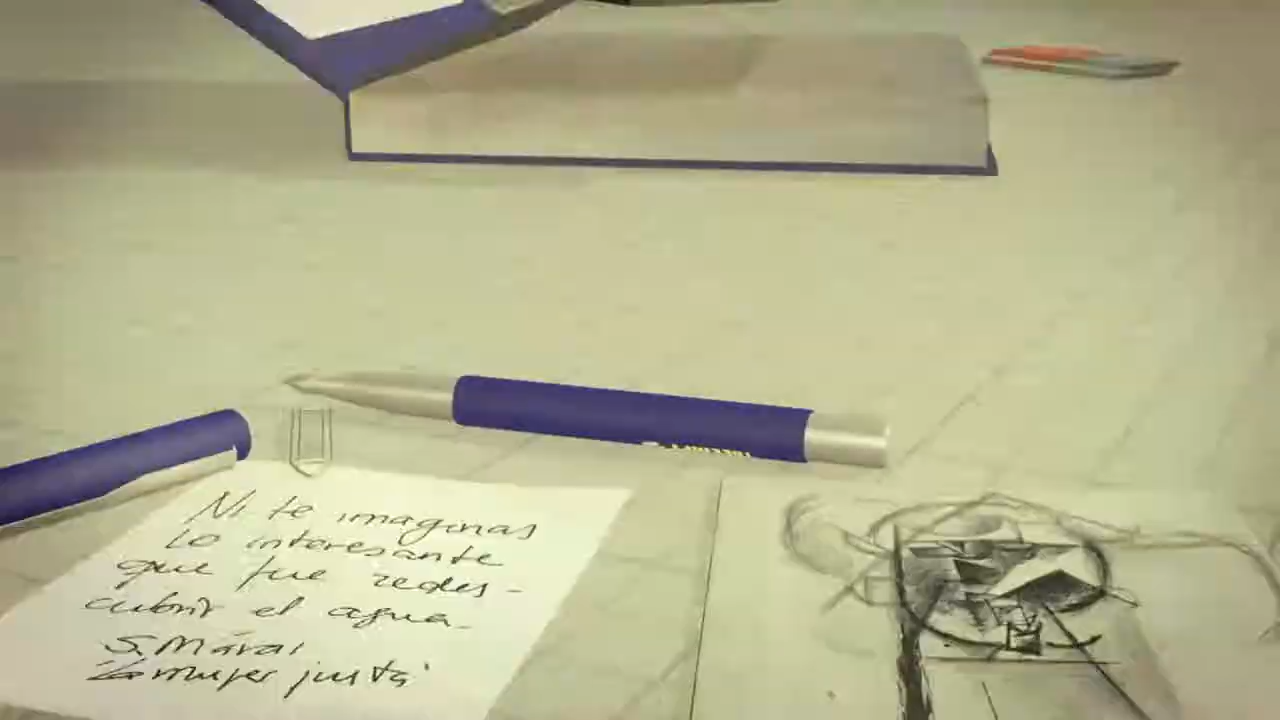 Ni te imaginas
lo interesante
que fue redes-
cubrir el agua.
S. Márai
"La mujer justa"